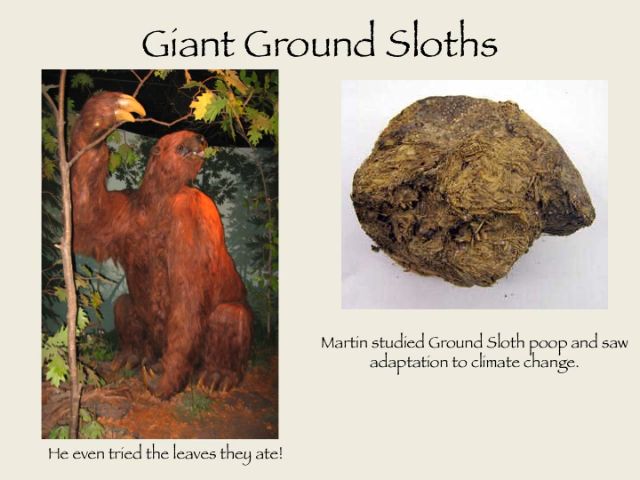 Giant Ground Sloths
Martin studied Ground Sloth poop and saw
adaptation to climate change.
He even tried the leaves they ate!